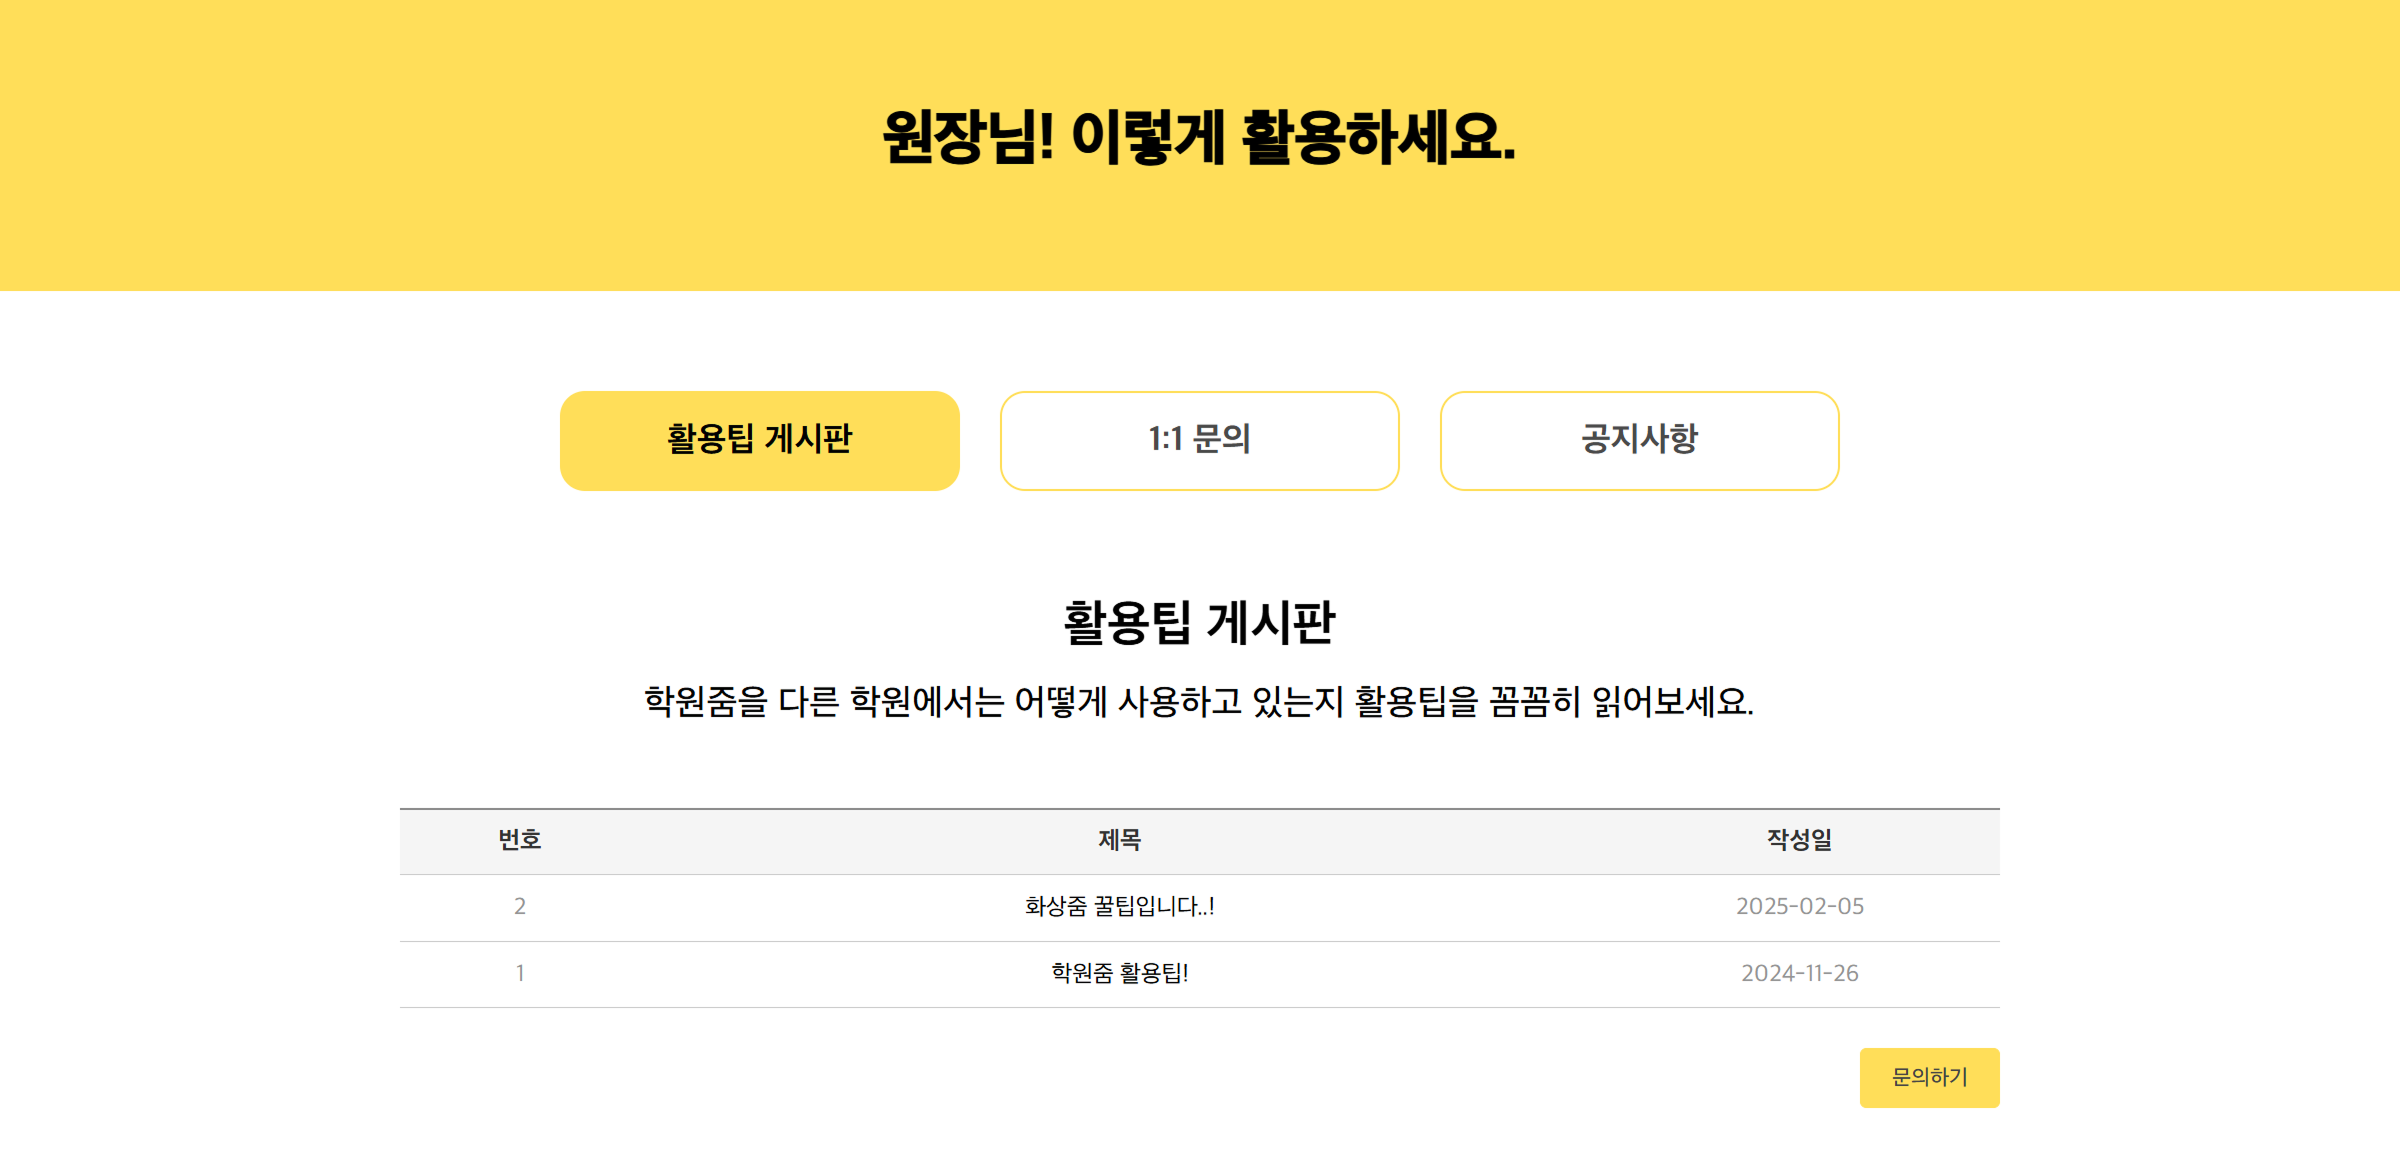 원장님! 이렇게 활용하세요.
활용팁 게시판
1:1 문의
공지사항
활용팁 게시판
학원줌을 다른 학원에서는 어떻게 사용하고 있는지 활용팁을 꼼꼼히 읽어보세요.
번호 제목 작성일
2 화상줌 꿀팁입니다..! 2025-02-05
1 학원줌 활용팁! 2024-11-26
문의하기